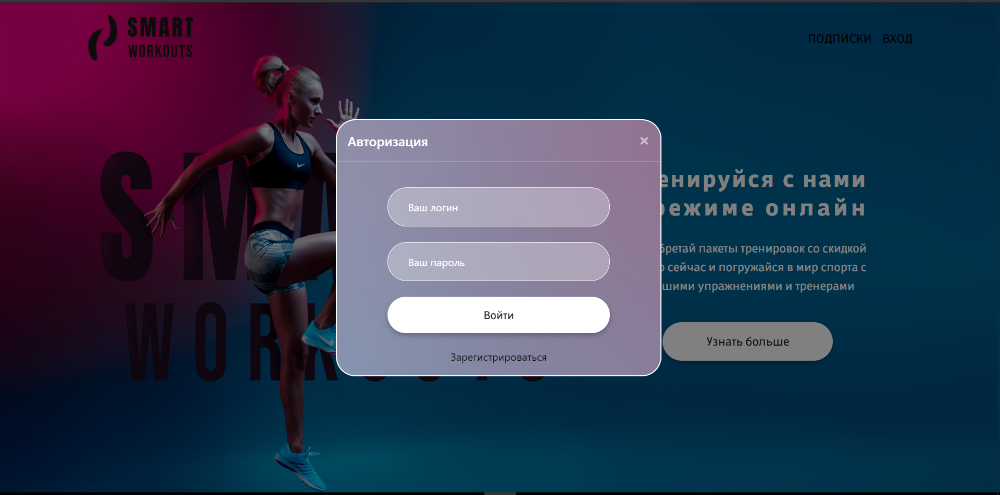 SMART
WORKOUTS
ПОДПИСКИ ВХОД
Авторизация
×
Ваш логин
Ваш пароль
Войти
Зарегистрироваться
енируйся с нами
режиме онлайн
бретай пакеты тренировок со скидкой
о сейчас и погружайся в мир спорта с
шими упражнениями и тренерами
Узнать больше